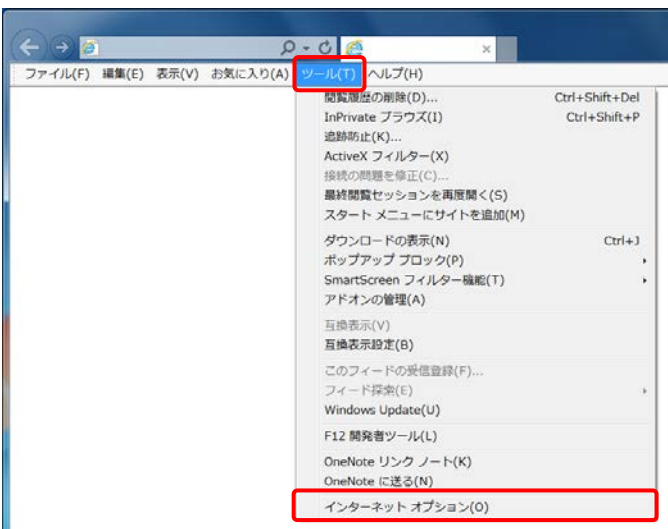 ファイル(F) 編集(E) 表示(V) お気に入り(A) ツール(T) ヘルプ(H)
閲覧履歴の削除(D)... Ctrl+Shift+Del
InPrivate ブラウズ(I) Ctrl+Shift+P
追跡防止(K)...
ActiveX フィルター(X)
接続の問題を修正(C)...
最終閲覧セッションを再度開く(S)
スタート メニューにサイトを追加(M)
ダウンロードの表示(N) Ctrl+J
ポップアップ ブロック(P)
SmartScreen フィルター機能(T)
アドオンの管理(A)
互換表示(V)
互換表示設定(B)
このフィードの受信登録(F)...
フィード探索(E)
Windows Update(U)
F12 開発者ツール(L)
OneNote リンク ノート(K)
OneNote に送る(N)
インターネット オプション(O)